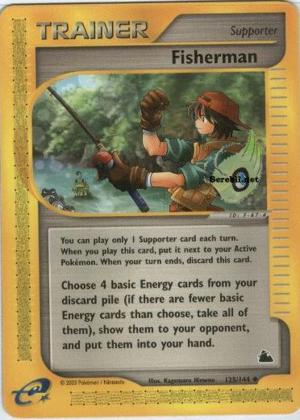 TRAINER
Supporter
Fisherman
Serebii.net
You can play only 1 Supporter card each turn.
When you play this card, put it next to your Active
Pokémon. When your turn ends, discard this card.
Choose 4 basic Energy cards from your
discard pile (if there are fewer basic
Energy cards than choose, take all of
them), show them to your opponent,
and put them into your hand.
Illus. Kagemaru Himeno
125/144
© 2003 Pokémon / Nintendo
e